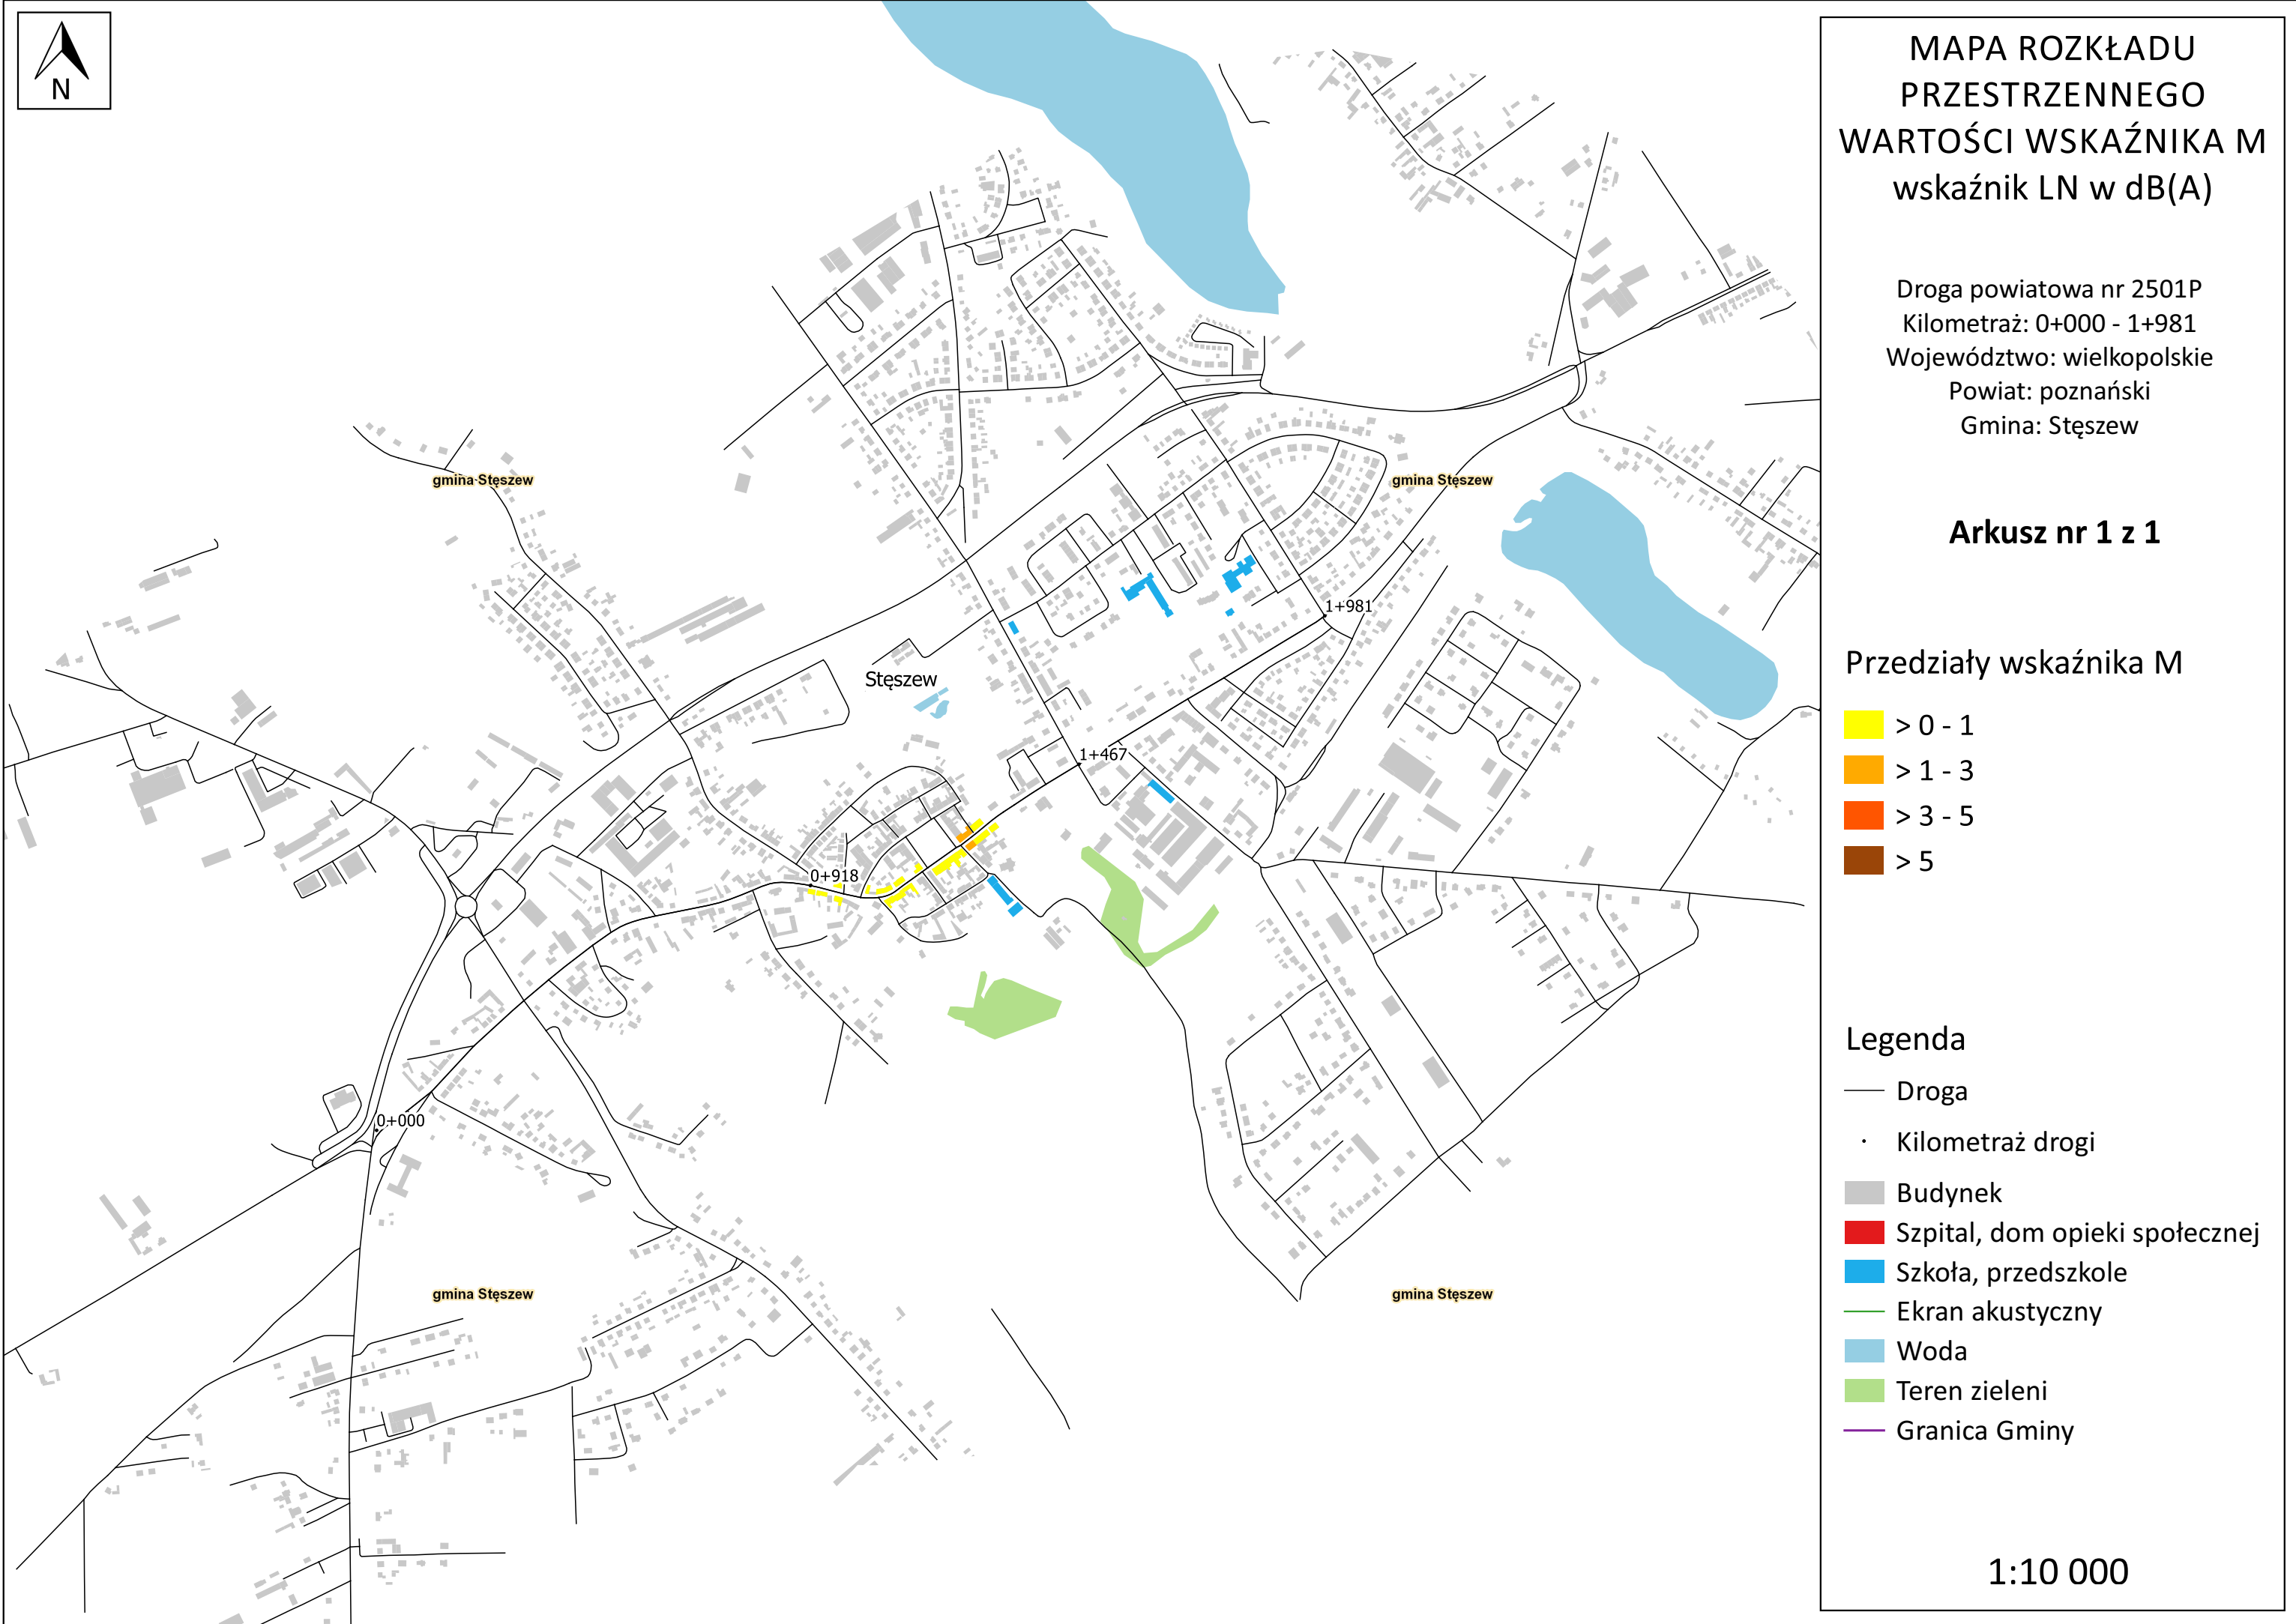 N
MAPA ROZKŁADU
PRZESTRZENNEGO
WARTOŚCI WSKAŹNIKA M
wskaźnik LN w dB(A)
Droga powiatowa nr 2501P
Kilometraż: 0+000 - 1+981
Województwo: wielkopolskie
Powiat: poznański
Gmina: Stęszew
Arkusz nr 1 z 1
Przedziały wskaźnika M
> 0 - 1
> 1 - 3
> 3 - 5
> 5
Legenda
Droga
Kilometraż drogi
Budynek
Szpital, dom opieki społecznej
Szkoła, przedszkole
Ekran akustyczny
Woda
Teren zieleni
Granica Gminy
1:10 000
gmina Stęszew
gmina Stęszew
1+981
Stęszew
1+467
0+918
0+000
gmina Stęszew
gmina Stęszew